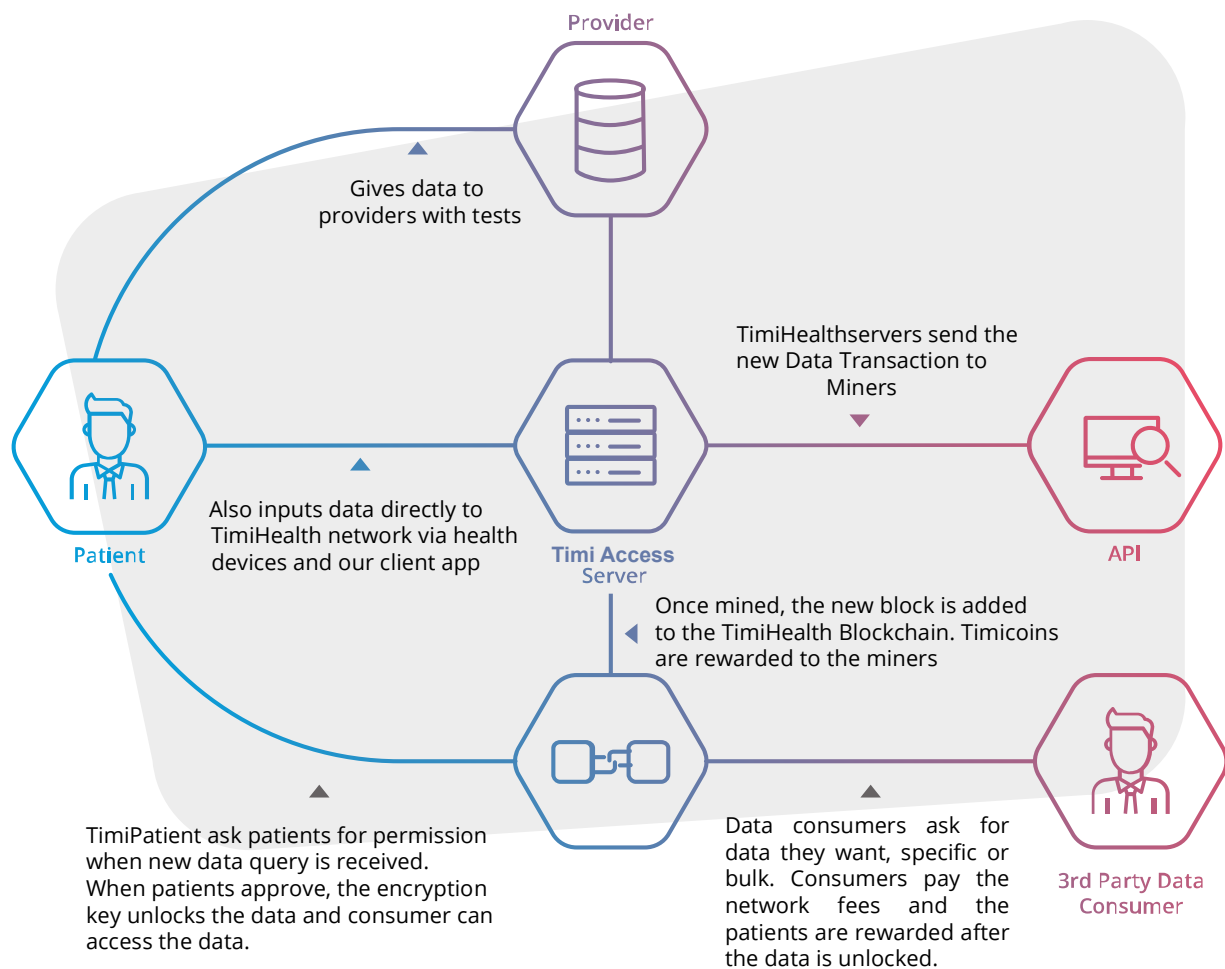 Provider
Gives data to
providers with tests
TimiHealthservers send the
new Data Transaction to
Miners
Patient
Also inputs data directly to
TimiHealth network via health
devices and our client app
Timi Access
Server
API
Once mined, the new block is added
to the TimiHealth Blockchain. Timicoins
are rewarded to the miners
TimiPatient ask patients for permission
when new data query is received.
When patients approve, the encryption
key unlocks the data and consumer can
access the data.
Data consumers ask for
data they want, specific or
bulk. Consumers pay the
network fees and the
patients are rewarded after
the data is unlocked.
3rd Party Data
Consumer